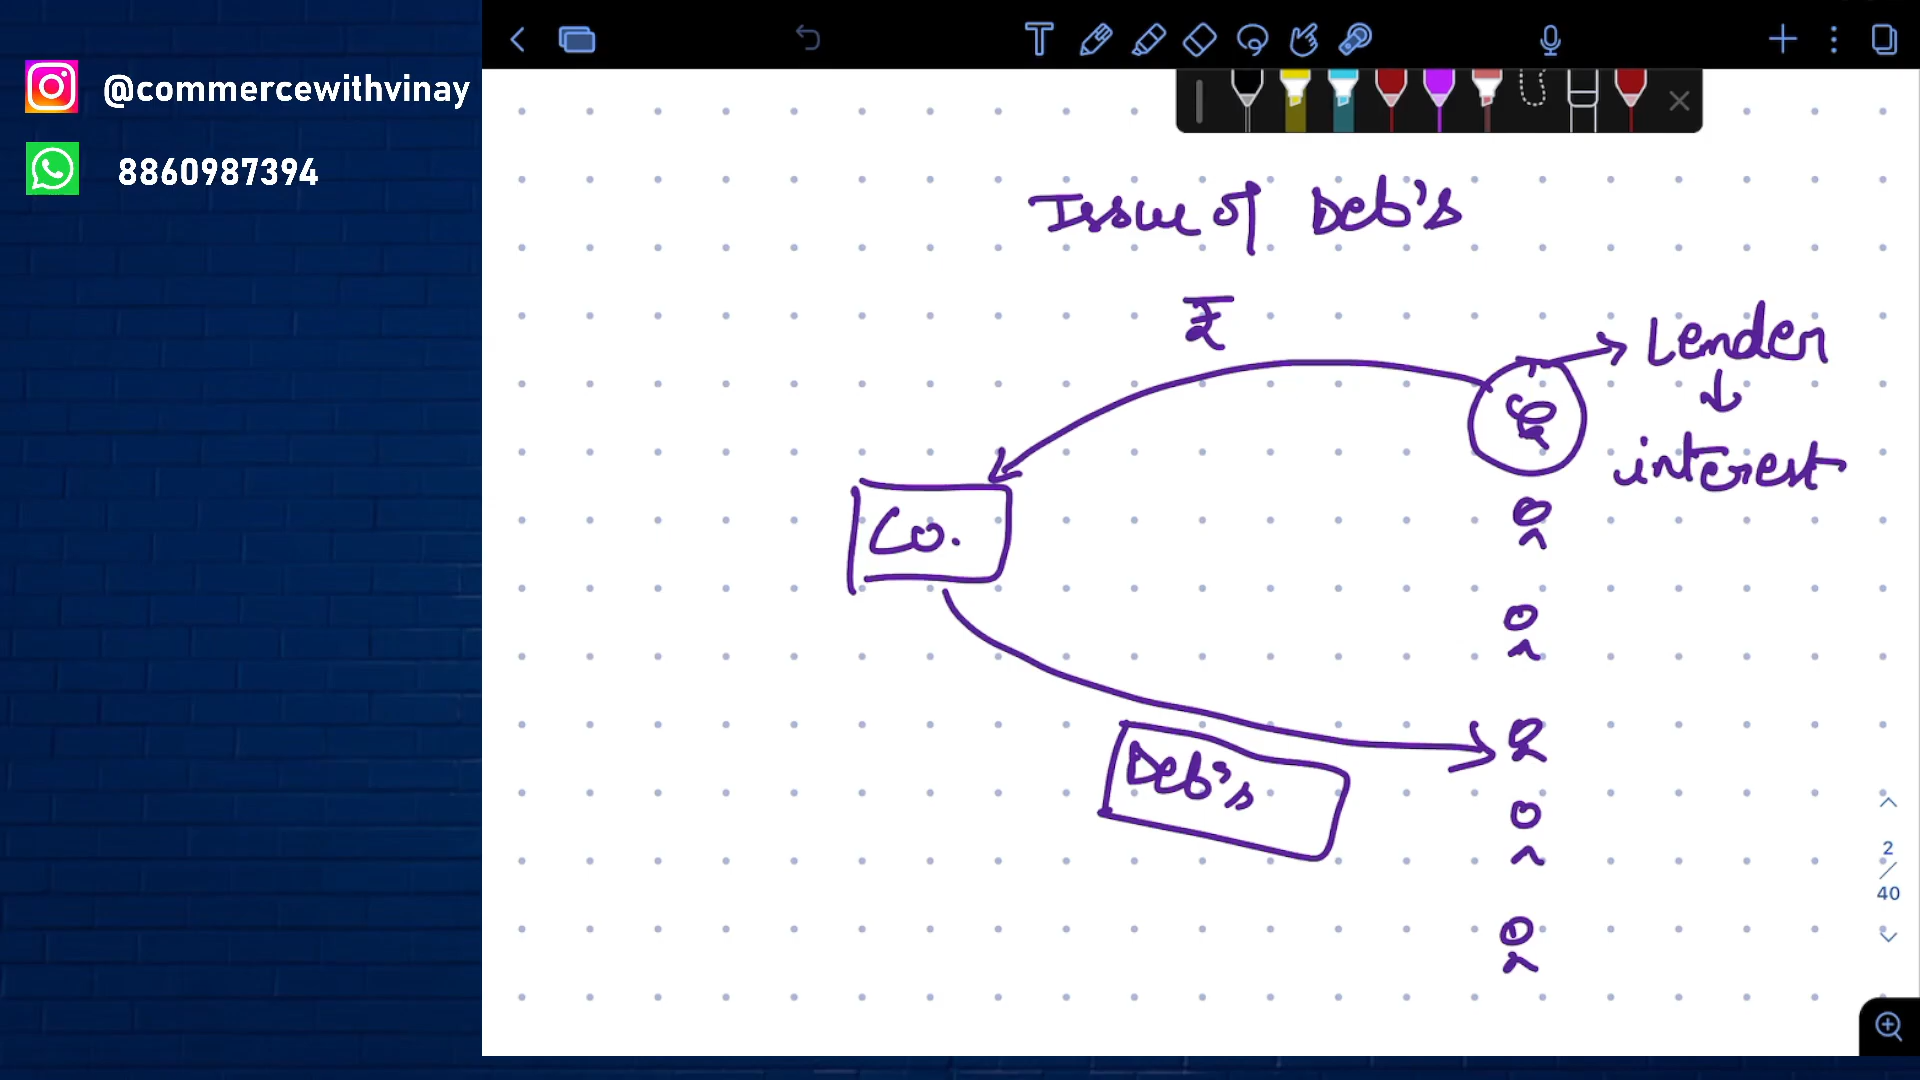 @commercewithvinay
8860987394
Issue of Deb's
₹
Lender
interest
Co.
Deb's
2
/
40